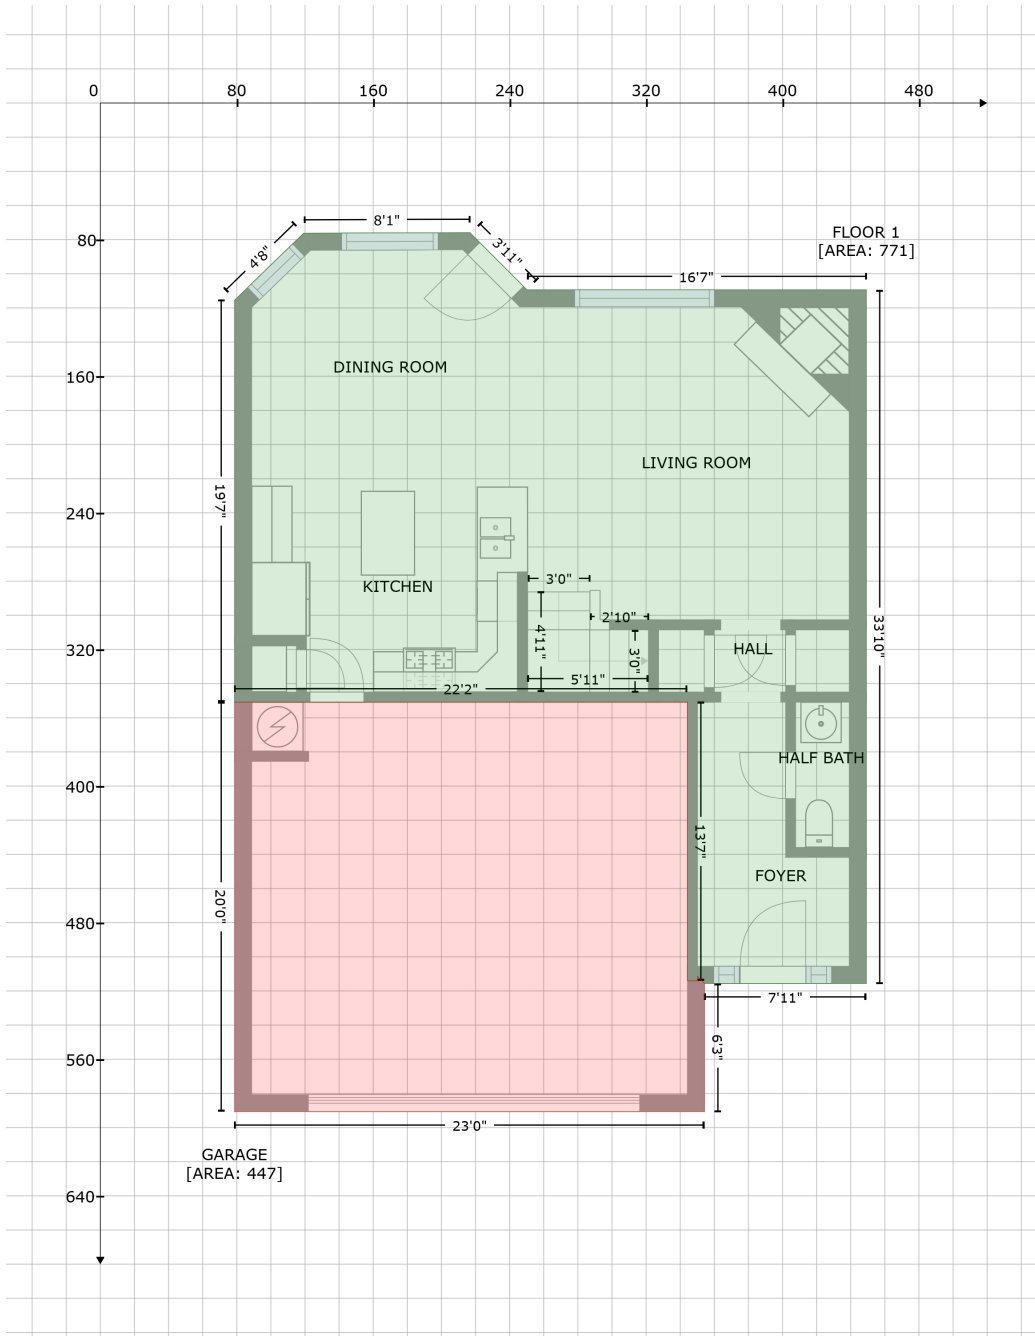 0 80 160 240 320 400 480
80
160
240
320
400
480
560
640
FLOOR 1
[AREA: 771]
8'1"
4'8"
3'11"
16'7"
DINING ROOM
LIVING ROOM
19'7"
KITCHEN
3'0"
2'10"
4'11"
3'0"
5'11"
HALL
33'10"
22'2"
HALF BATH
13'7"
FOYER
20'0"
7'11"
6'3"
23'0"
GARAGE
[AREA: 447]